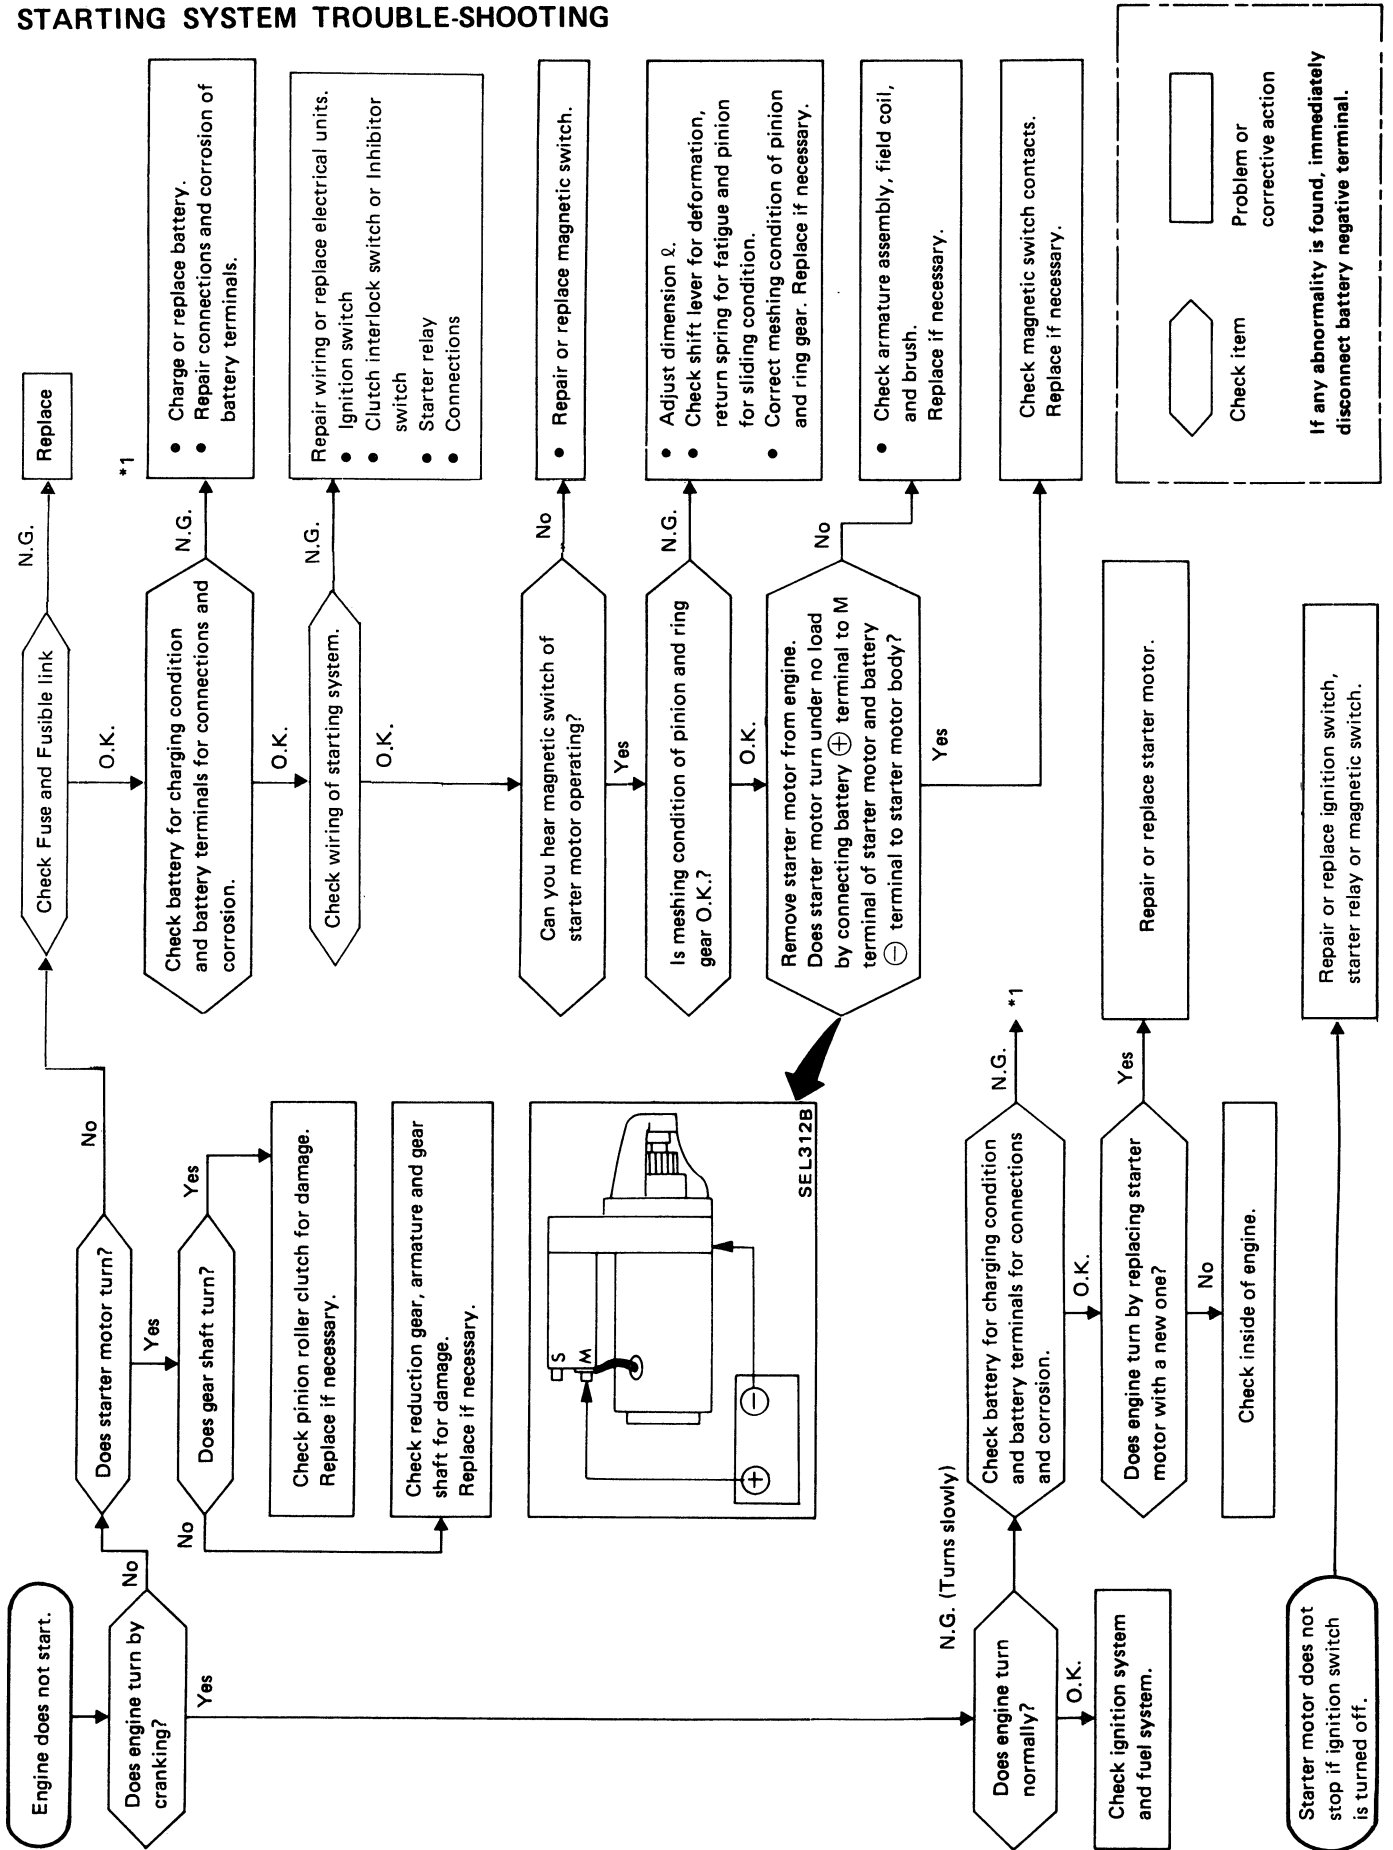 STARTING SYSTEM TROUBLE-SHOOTING
Engine does not start.
Does engine turn by
cranking?
No
Yes
Does starter motor turn?
No
Yes
Does gear shaft turn?
Yes
No
Check pinion roller clutch for damage.
Replace if necessary.
Check reduction gear, armature and gear
shaft for damage.
Replace if necessary.
Check Fuse and Fusible link
N.G.
Replace
O.K.
Check battery for charging condition
and battery terminals for connections and
corrosion.
N.G.
*1
• Charge or replace battery.
• Repair connections and corrosion of
battery terminals.
O.K.
Check wiring of starting system.
N.G.
Repair wiring or replace electrical units.
• Ignition switch
• Clutch interlock switch or Inhibitor
switch
• Starter relay
• Connections
O.K.
Can you hear magnetic switch of
starter motor operating?
No
• Repair or replace magnetic switch.
Yes
Is meshing condition of pinion and ring
gear O.K.?
N.G.
• Adjust dimension ℓ.
• Check shift lever for deformation,
return spring for fatigue and pinion
for sliding condition.
• Correct meshing condition of pinion
and ring gear. Replace if necessary.
O.K.
Remove starter motor from engine.
Does starter motor turn under no load
by connecting battery ⊕ terminal to M
terminal of starter motor and battery
⊖ terminal to starter motor body?
No
• Check armature assembly, field coil,
and brush.
Replace if necessary.
Yes
Check magnetic switch contacts.
Replace if necessary.
S
M
+
−
SEL312B
Does engine turn
normally?
N.G. (Turns slowly)
O.K.
Check ignition system
and fuel system.
Check battery for charging condition
and battery terminals for connections
and corrosion.
N.G.
*1
O.K.
Does engine turn by replacing starter
motor with a new one?
Yes
Repair or replace starter motor.
No
Check inside of engine.
Starter motor does not
stop if ignition switch
is turned off.
Repair or replace ignition switch,
starter relay or magnetic switch.
Check item
Problem or
corrective action
If any abnormality is found, immediately
disconnect battery negative terminal.